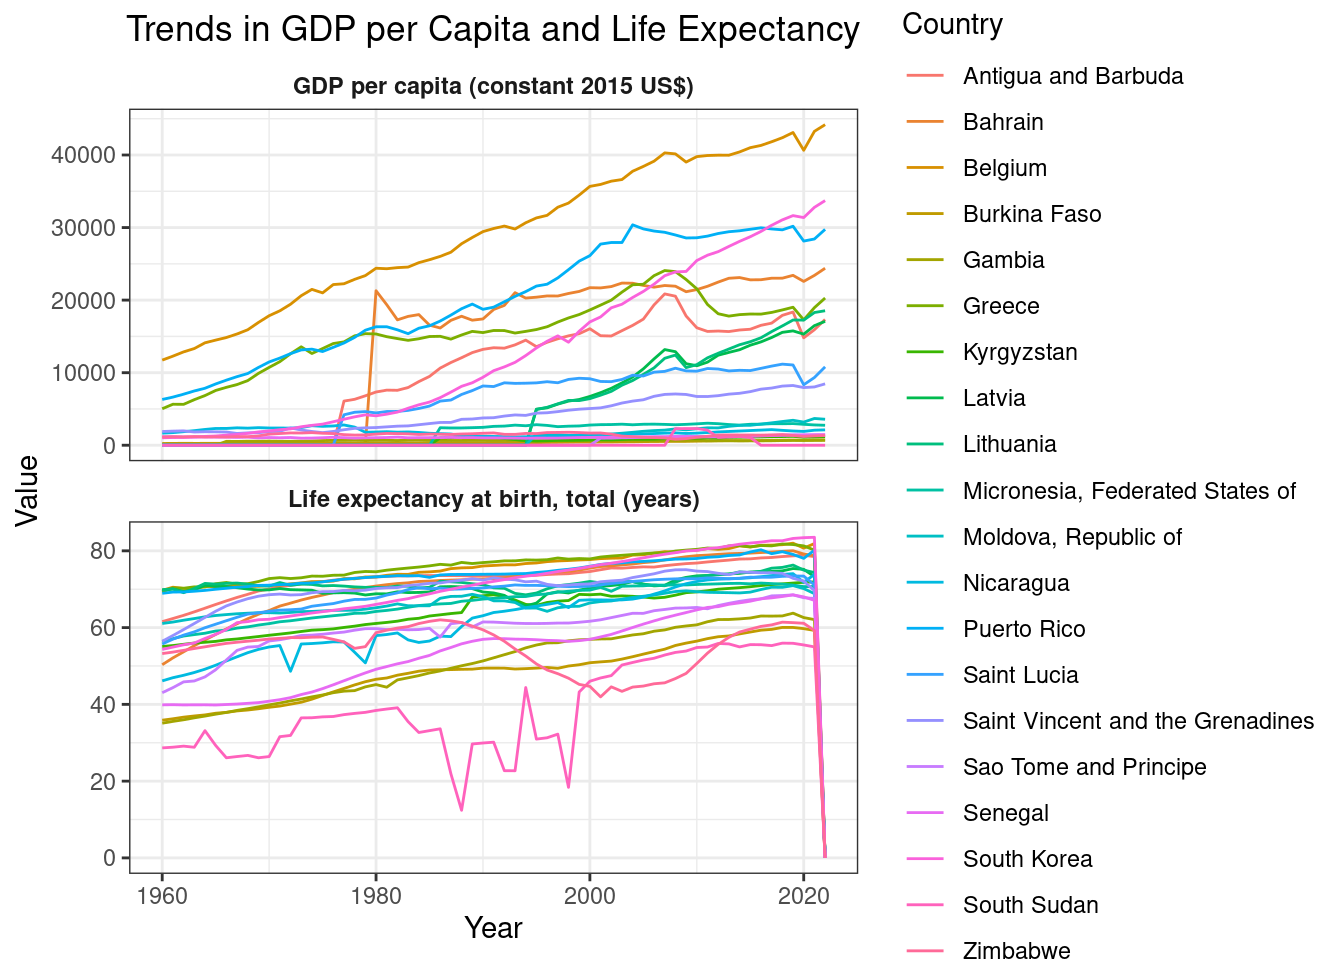 Trends in GDP per Capita and Life Expectancy
GDP per capita (constant 2015 US$)
40000
30000
20000
10000
0
Life expectancy at birth, total (years)
80
60
40
20
0
1960 1980 2000 2020
Year
Value
Country
Antigua and Barbuda
Bahrain
Belgium
Burkina Faso
Gambia
Greece
Kyrgyzstan
Latvia
Lithuania
Micronesia, Federated States of
Moldova, Republic of
Nicaragua
Puerto Rico
Saint Lucia
Saint Vincent and the Grenadines
Sao Tome and Principe
Senegal
South Korea
South Sudan
Zimbabwe